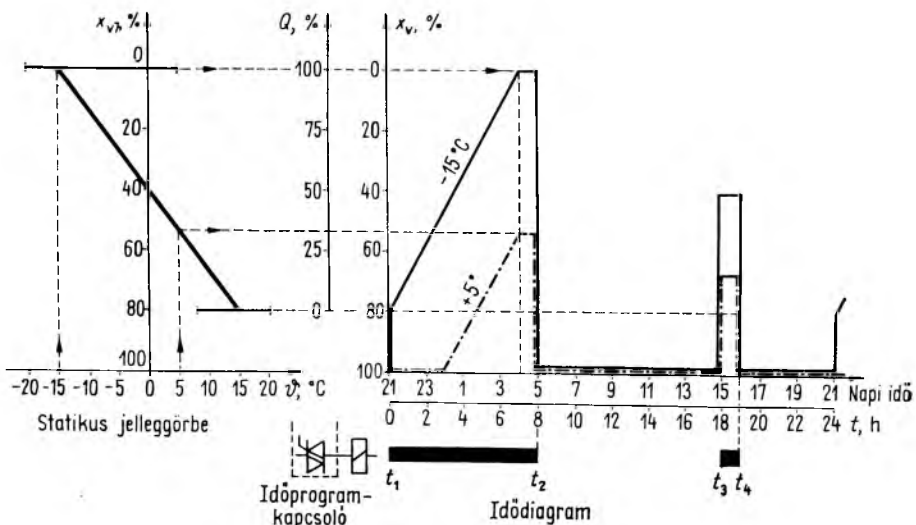 x_v1, %
Q, %
x_v, %
0
20
40
60
80
100
100
75
50
25
0
0
20
40
60
80
100
-15°C
+5°
-20 -15 -10 -5 0 5 10 15 20 ϑ, °C
21 23 1 3 5 7 9 11 13 15 17 19 21 Napi idő
0 2 4 6 8 10 12 14 16 18 20 22 24 t, h
Statikus jelleggörbe
t₁ t₂ t₃ t₄
Időprogram-
kapcsoló
Idődiagram